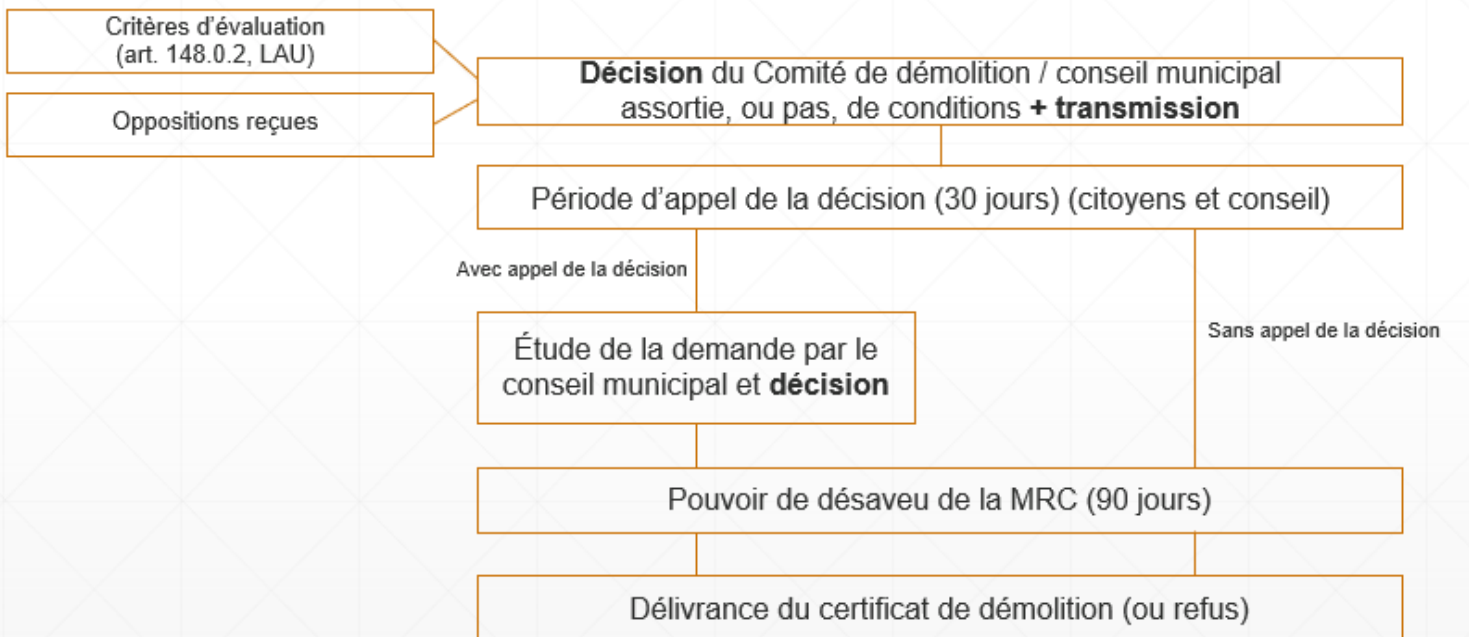 Critères d’évaluation
(art. 148.0.2, LAU)
Oppositions reçues
Décision du Comité de démolition / conseil municipal
assortie, ou pas, de conditions + transmission
Période d’appel de la décision (30 jours) (citoyens et conseil)
Avec appel de la décision
Sans appel de la décision
Étude de la demande par le
conseil municipal et décision
Pouvoir de désaveu de la MRC (90 jours)
Délivrance du certificat de démolition (ou refus)